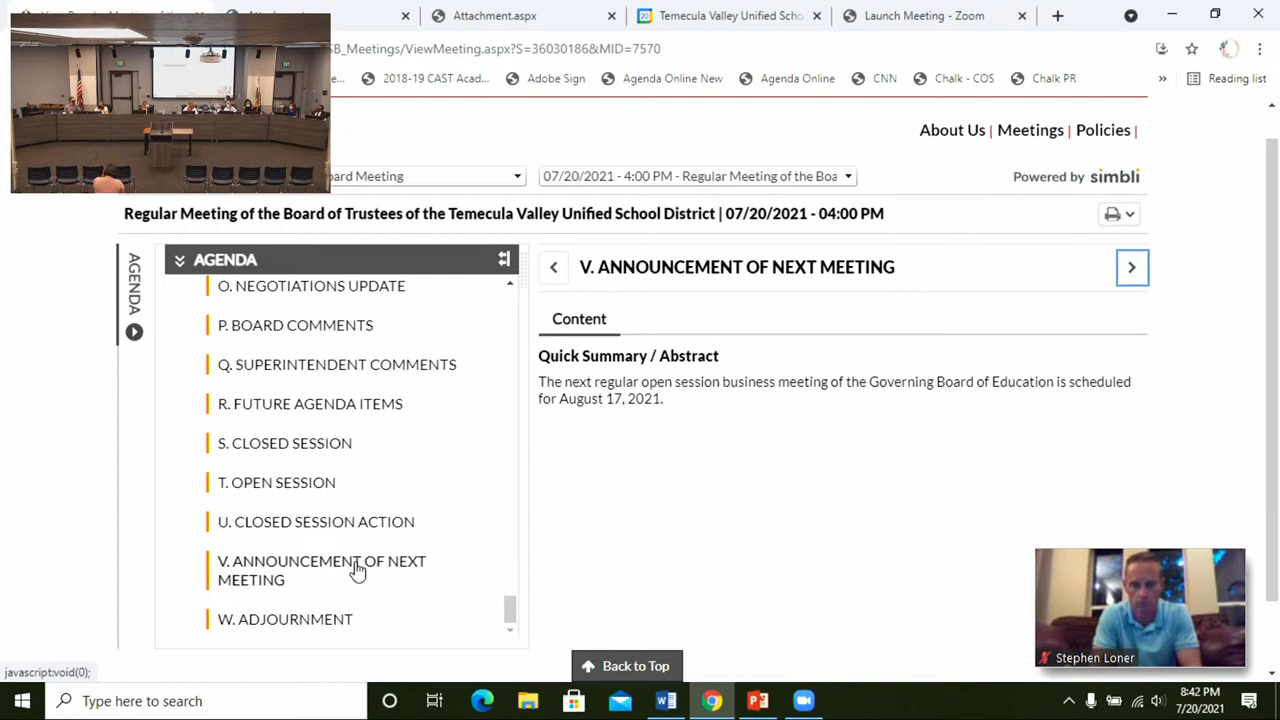 Attachment.aspx
Temecula Valley Unified Scho
Launch Meeting - Zoom
SB_Meetings/ViewMeeting.aspx?S=36030186&MID=7570
2018-19 CAST Acad...
Adobe Sign
Agenda Online New
Agenda Online
CNN
Chalk - COS
Chalk PR
»
Reading list
About Us | Meetings | Policies |
ard Meeting
07/20/2021 - 4:00 PM - Regular Meeting of the Boa
Powered by simbli
Regular Meeting of the Board of Trustees of the Temecula Valley Unified School District | 07/20/2021 - 04:00 PM
AGENDA
AGENDA
O. NEGOTIATIONS UPDATE
P. BOARD COMMENTS
Q. SUPERINTENDENT COMMENTS
R. FUTURE AGENDA ITEMS
S. CLOSED SESSION
T. OPEN SESSION
U. CLOSED SESSION ACTION
V. ANNOUNCEMENT OF NEXT
MEETING
W. ADJOURNMENT
V. ANNOUNCEMENT OF NEXT MEETING
Content
Quick Summary / Abstract
The next regular open session business meeting of the Governing Board of Education is scheduled
for August 17, 2021.
Stephen Loner
Back to Top
javascript:void(0);
Type here to search
8:42 PM
7/20/2021